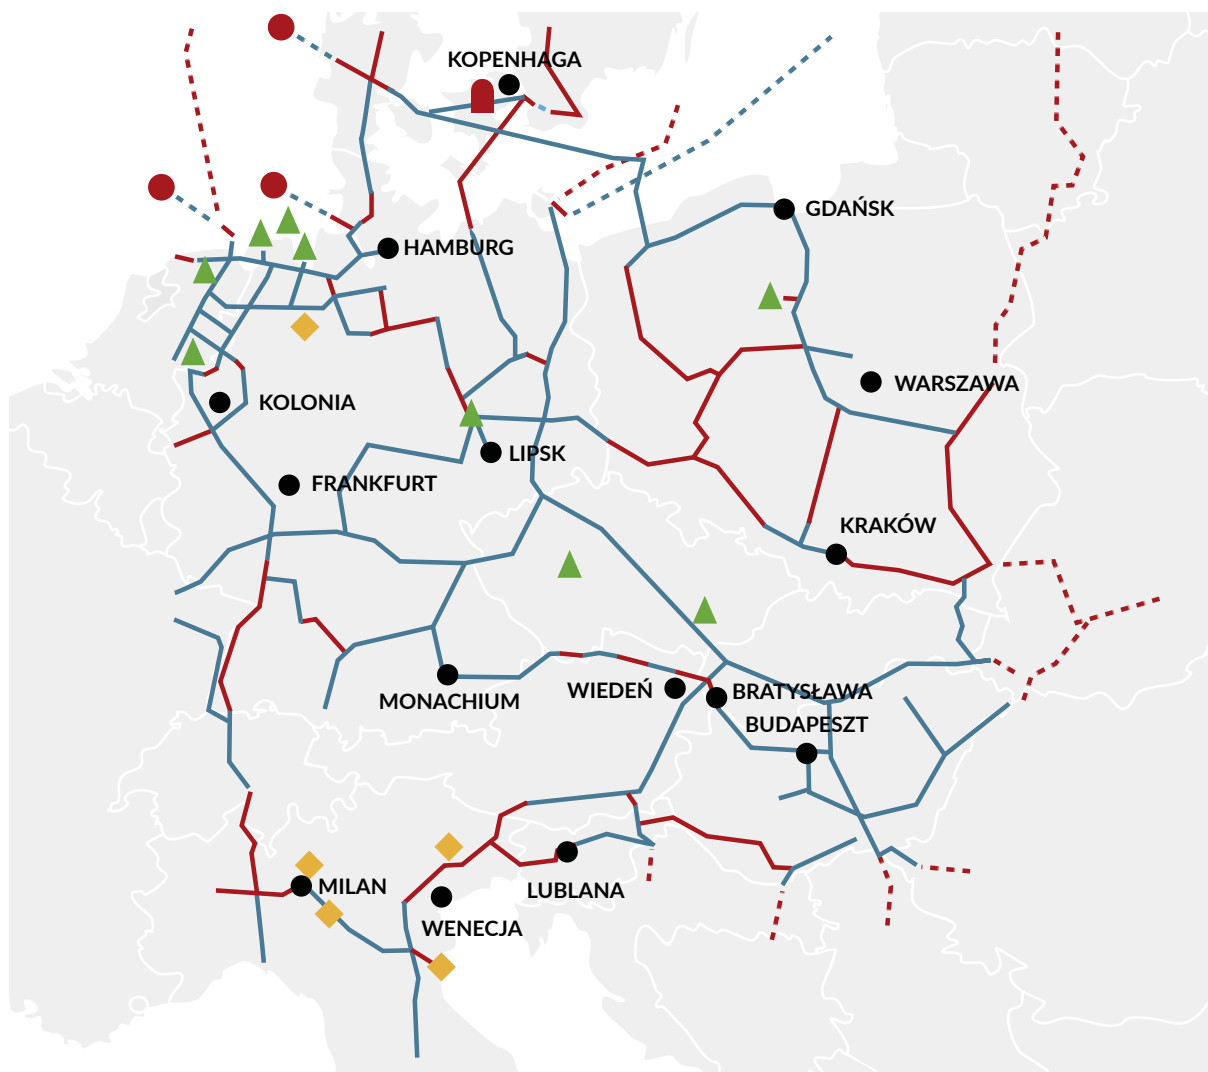 KOPENHAGA
GDAŃSK
HAMBURG
WARSZAWA
KOLONIA
LIPSK
FRANKFURT
KRAKÓW
WIEDEŃ
BRATYSŁAWA
MONACHIUM
BUDAPESZT
MILAN
LUBLANA
WENECJA